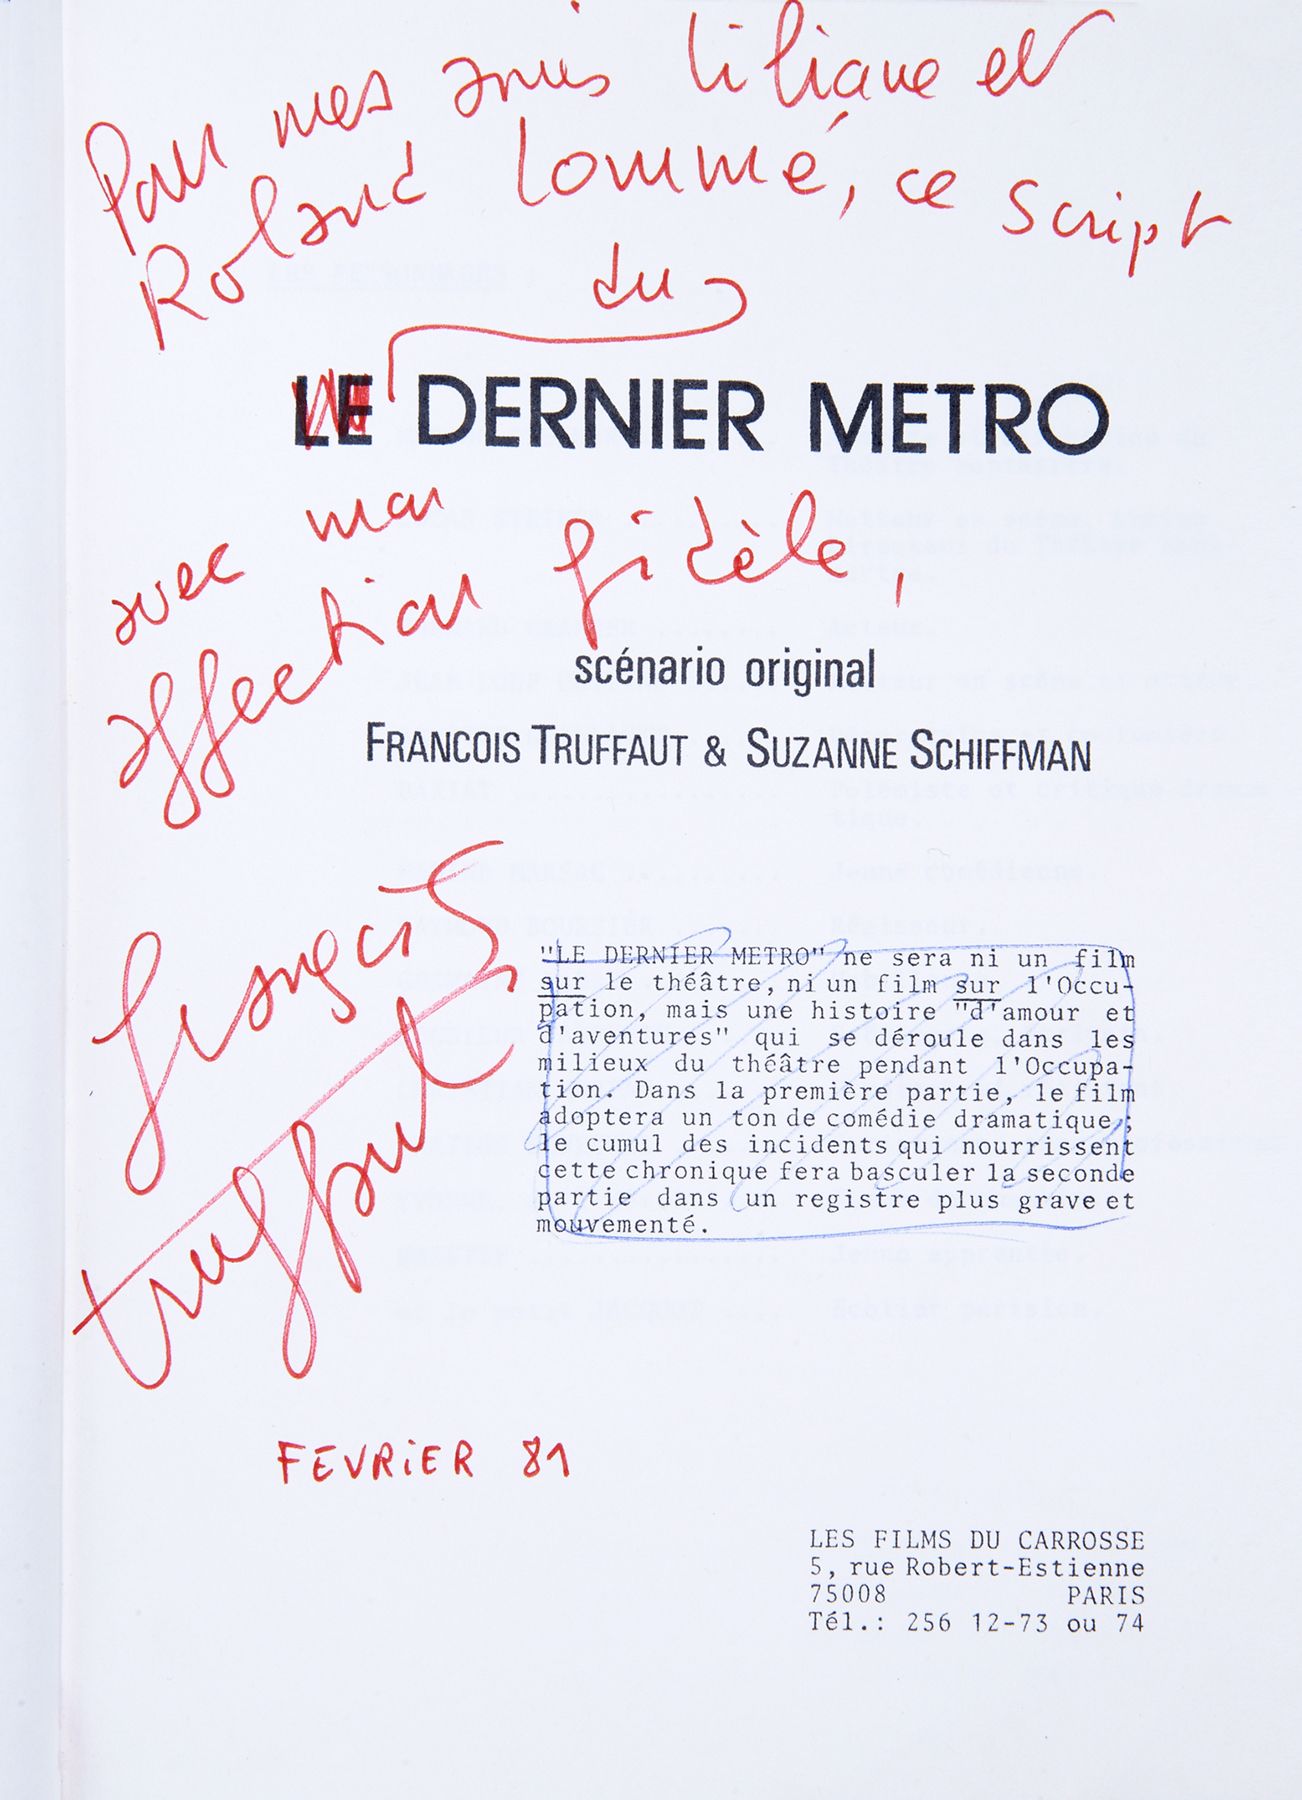 Pour mes amis Liliane et
Roland Lommé, ce script
du
LE DERNIER METRO
avec mon
affection fidèle,
scénario original
FRANCOIS TRUFFAUT & SUZANNE SCHIFFMAN
françois
truffaut
"LE DERNIER METRO" ne sera ni un film
sur le théâtre, ni un film sur l'Occu-
pation, mais une histoire "d'amour et
d'aventures" qui se déroule dans les
milieux du théâtre pendant l'Occupa-
tion. Dans la première partie, le film
adoptera un ton de comédie dramatique,;
le cumul des incidents qui nourrissent
cette chronique fera basculer la seconde
partie dans un registre plus grave et
mouvementé.
FEVRiER 81
LES FILMS DU CARROSSE
5, rue Robert-Estienne
75008 PARIS
Tél.: 256 12-73 ou 74